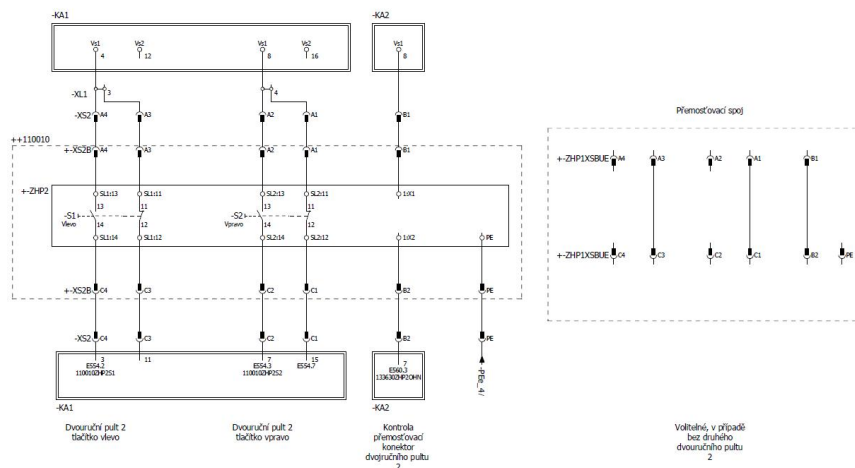 -KA1
-KA2
Vs1
Vs2
Vs1
Vs2
Vs1
4
12
8
16
8
-XL1
3
4
-XS2
A4
A3
A2
A1
B1
Přemosťovací spoj
++110010
+-XS2B
A4
A3
A2
A1
B1
+-ZHP1XSBUE
A4
A3
A2
A1
B1
+-ZHP2
SL1:13
SL1:11
SL2:13
SL2:11
1:X1
13
11
13
11
-S1
Vlevo
-S2
Vpravo
14
12
14
12
SL1:14
SL1:12
SL2:14
SL2:12
1:X2
PE
+-ZHP1XSBUE
C4
C3
C2
C1
B2
PE
+-XS2B
C4
C3
C2
C1
B2
PE
-XS2
C4
C3
C2
C1
B2
PE
3
11
7
15
7
E554.2
110010ZHP2S1
E554.3
110010ZHP2S2
E554.7
E560.3
133630ZHP2OHN
+-PEe_4/
-KA1
-KA2
Dvouruční pult 2
tlačítko vlevo
Dvouruční pult 2
tlačítko vpravo
Kontrola
přemosťovací
konektor
dvojručního pultu
2
Volitelné, v případě
bez druhého
dvouručního pultu
2